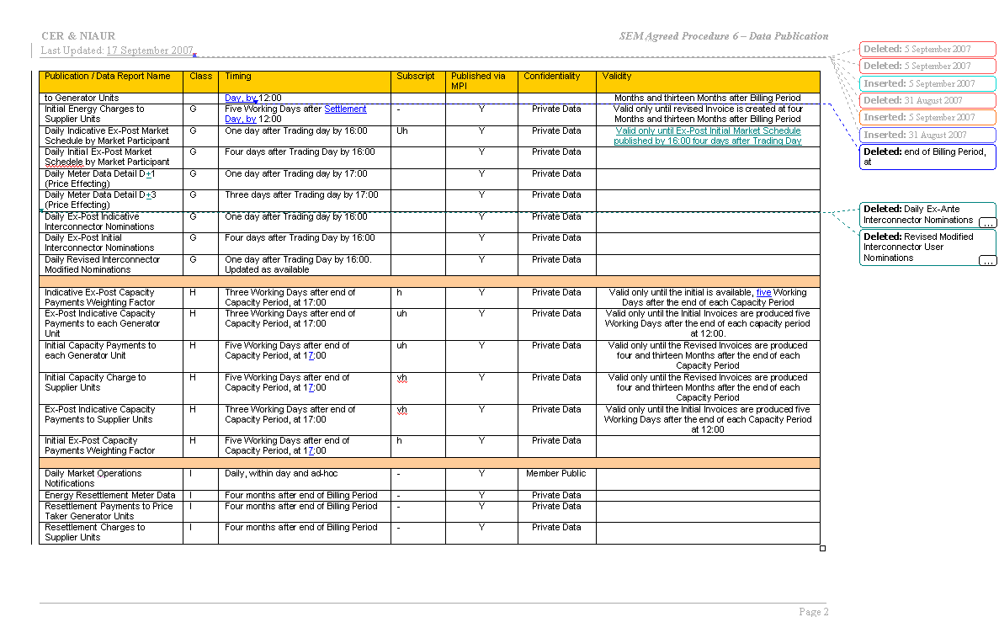 CER & NIAUR SEM Agreed Procedure 6 – Data Publication
Last Updated: 17 September 2007
Publication / Data Report Name Class Timing Subscript Published via Confidentiality Validity
MPI
to Generator Units Day, by 12:00 Months and thirteen Months after Billing Period
Initial Energy Charges to G Five Working Days after Settlement - Y Private Data Valid only until revised Invoice is created at four
Supplier Units Day, by 12:00 Months and thirteen Months after Billing Period
Daily Indicative Ex-Post Market G One day after Trading day by 16:00 Uh Y Private Data Valid only until Ex-Post Initial Market Schedule
Schedule by Market Participant published by 16:00 four days after Trading Day
Daily Initial Ex-Post Market G Four days after Trading Day by 16:00 Y Private Data
Schedele by Market Participant
Daily Meter Data Detail D+1 G One day after Trading day by 17:00 Y Private Data
(Price Effecting)
Daily Meter Data Detail D+3 G Three days after Trading day by 17:00 Y Private Data
(Price Effecting)
Daily Ex-Post Indicative G One day after Trading day by 16:00 Y Private Data
Interconnector Nominations
Daily Ex-Post Initial G Four days after Trading day by 16:00 Y Private Data
Interconnector Nominations
Daily Revised Interconnector G One day after Trading day by 16:00. Y Private Data
Modified Nominations Updated as available
Indicative Ex-Post Capacity H Three Working Days after end of h Y Private Data Valid only until the initial is available, five Working
Payments Weighting Factor Capacity Period, at 17:00 Days after the end of each Capacity Period
Ex-Post Indicative Capacity H Three Working Days after end of uh Y Private Data Valid only until the Initial Invoices are produced five
Payments to each Generator Capacity Period, at 17:00 Working Days after the end of each capacity period
Unit at 12:00.
Initial Capacity Payments to H Five Working Days after end of uh Y Private Data Valid only until the Revised Invoices are produced
each Generator Unit Capacity Period, at 17:00 four and thirteen Months after the end of each
Capacity Period
Initial Capacity Charge to H Five Working Days after end of vh Y Private Data Valid only until the Revised Invoices are produced
Supplier Units Capacity Period, at 17:00 four and thirteen Months after the end of each
Capacity Period
Ex-Post Indicative Capacity H Three Working Days after end of vh Y Private Data Valid only until the Initial Invoices are produced five
Payments to Supplier Units Capacity Period, at 17:00 Working Days after the end of each Capacity Period
at 12:00
Initial Ex-Post Capacity H Five Working Days after end of h Y Private Data
Payments Weighting Factor Capacity Period, at 17:00
Daily Market Operations I Daily, within day and ad-hoc - Y Member Public
Notifications
Energy Resettlement Meter Data I Four months after end of Billing Period - Y Private Data
Resettlement Payments to Price I Four months after end of Billing Period - Y Private Data
Taker Generator Units
Resettlement Charges to I Four months after end of Billing Period - Y Private Data
Supplier Units
Deleted: 5 September 2007
Deleted: 5 September 2007
Inserted: 5 September 2007
Deleted: 31 August 2007
Inserted: 5 September 2007
Inserted: 31 August 2007
Deleted: end of Billing Period,
at
Deleted: Daily Ex-Ante
Interconnector Nominations ...
Deleted: Revised Modified
Interconnector User
Nominations ...
Page 2